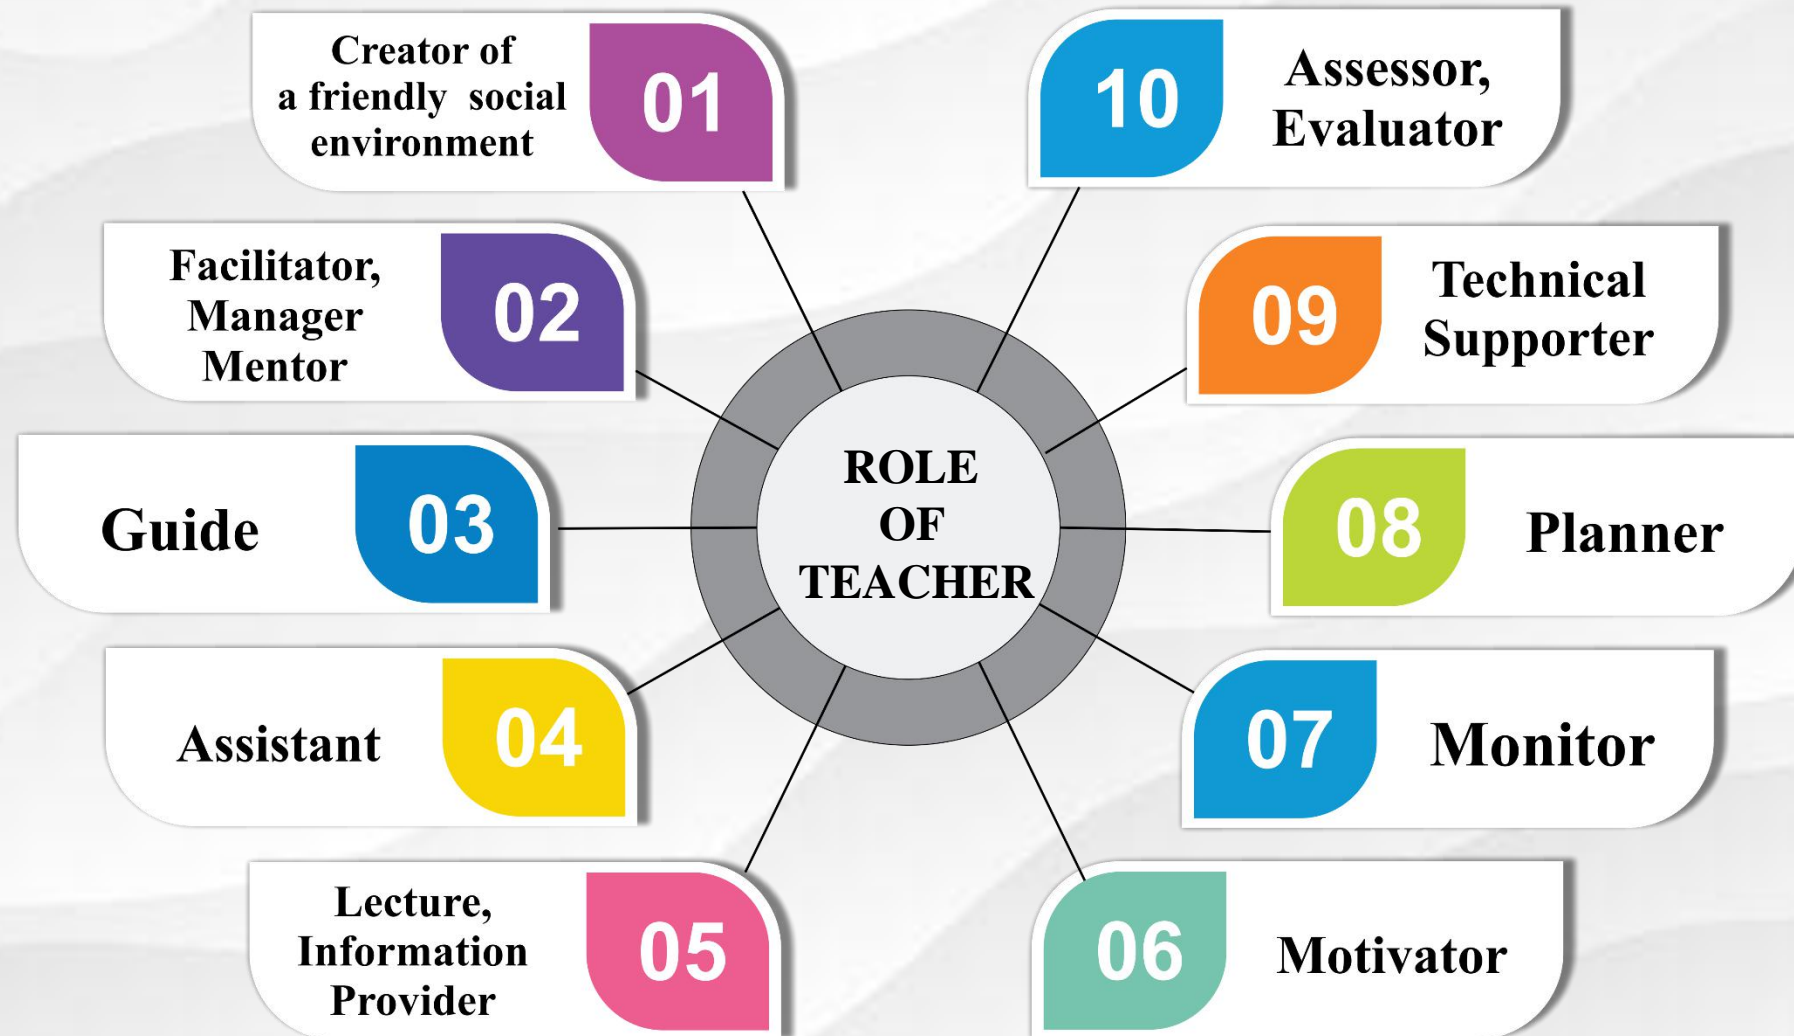 Creator of
a friendly social
environment
01
Facilitator,
Manager
Mentor
02
Guide
03
Assistant
04
Lecture,
Information
Provider
05
ROLE
OF
TEACHER
10
Assessor,
Evaluator
09
Technical
Supporter
08
Planner
07
Monitor
06
Motivator